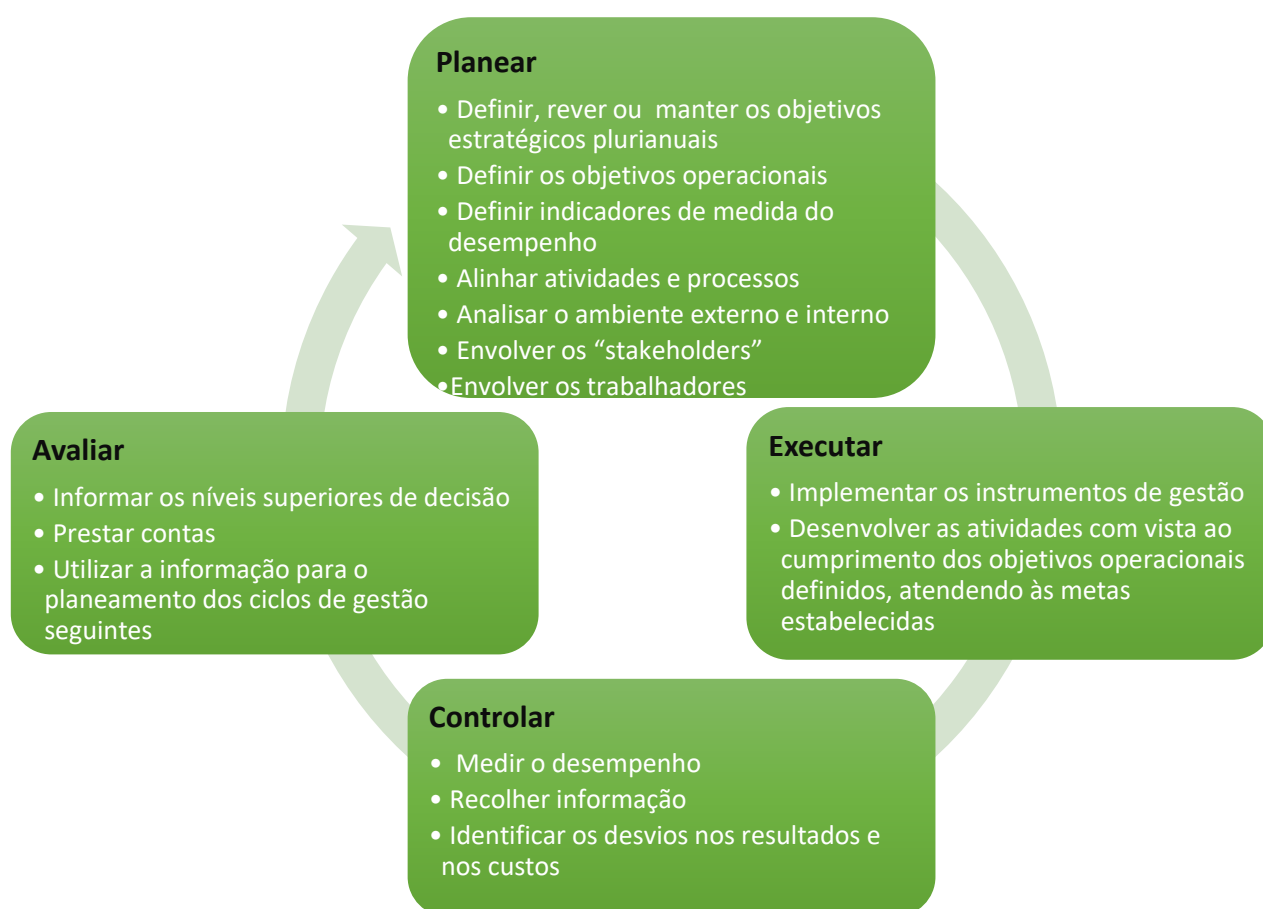 Planear
• Definir, rever ou  manter os objetivos
estratégicos plurianuais
• Definir os objetivos operacionais
• Definir indicadores de medida do
desempenho
• Alinhar atividades e processos
• Analisar o ambiente externo e interno
• Envolver os “stakeholders”
•Envolver os trabalhadores
Executar
• Implementar os instrumentos de gestão
• Desenvolver as atividades com vista ao
cumprimento dos objetivos operacionais
definidos, atendendo às metas
estabelecidas
Controlar
•  Medir o desempenho
• Recolher informação
• Identificar os desvios nos resultados e
nos custos
Avaliar
• Informar os níveis superiores de decisão
• Prestar contas
• Utilizar a informação para o
planeamento dos ciclos de gestão
seguintes